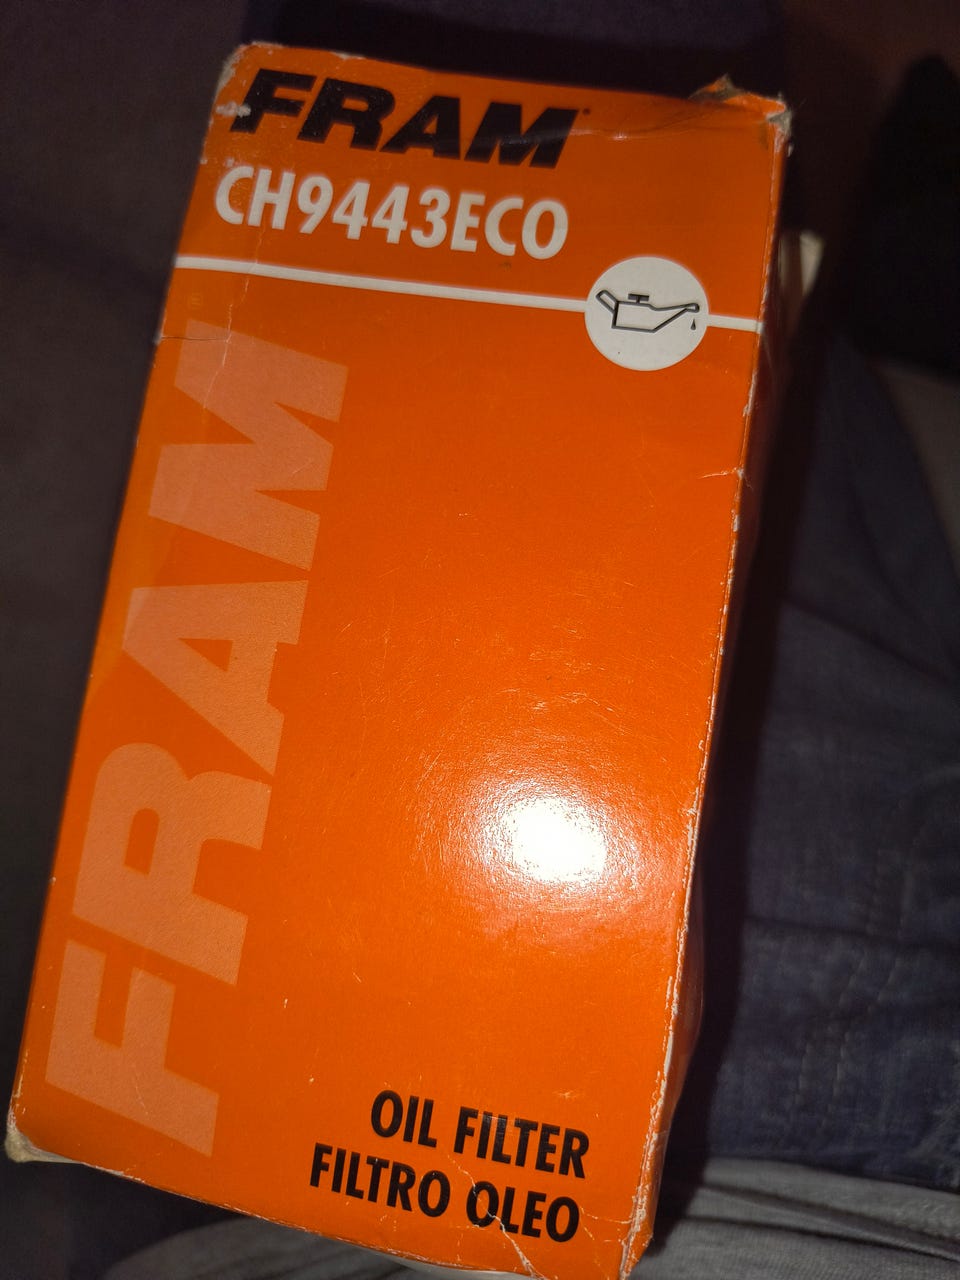 FRAM
CH9443ECO
FRAM
OIL FILTER
FILTRO OLEO